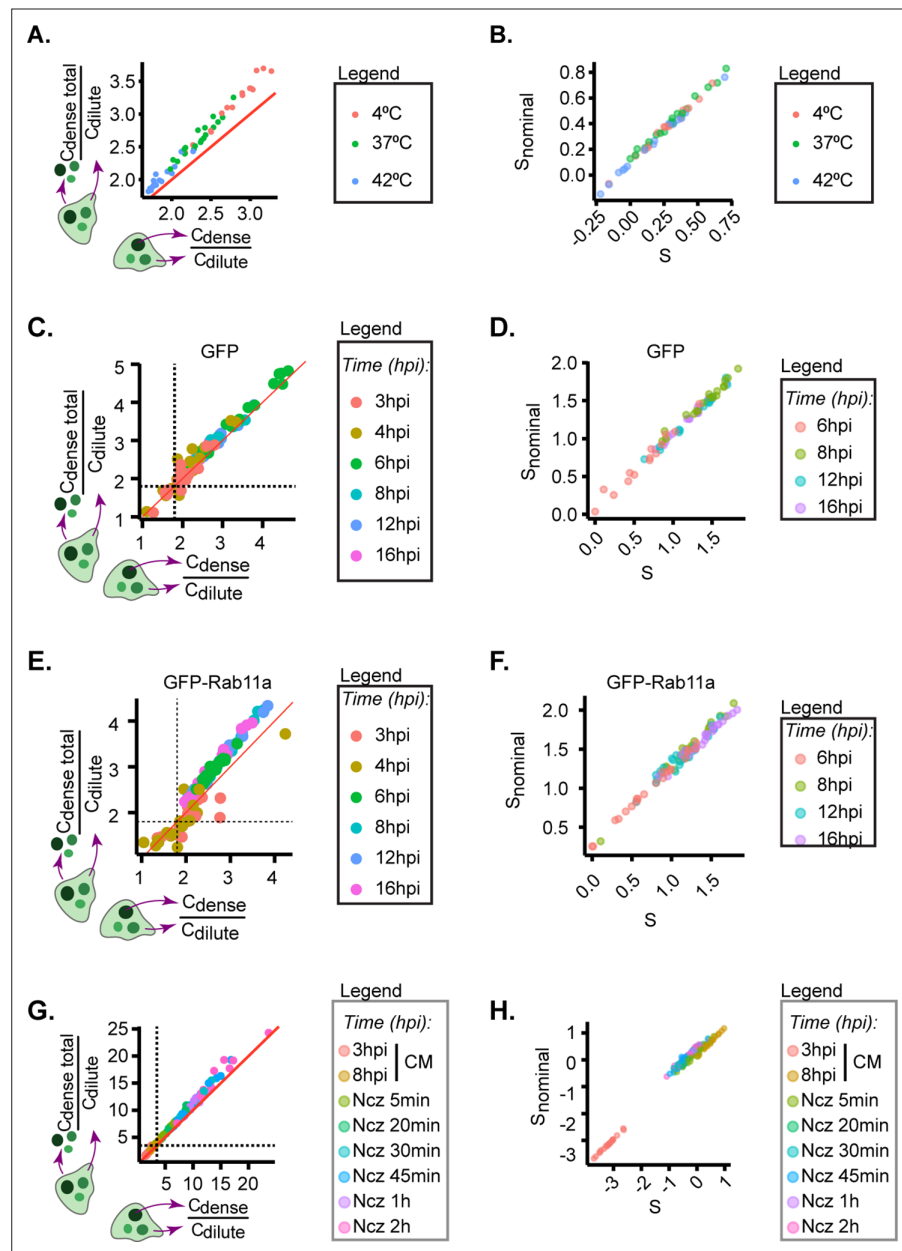 A.
Cdense total
Cdilute
3.5
3.0
2.5
2.0
2.0
2.5
3.0
Cdense
Cdilute
Legend
4ºC
37ºC
42ºC
B.
Snominal
0.8
0.6
0.4
0.2
0.0
-0.25
0.00
0.25
0.50
0.75
S
Legend
4ºC
37ºC
42ºC
C.
GFP
Cdense total
Cdilute
5
4
3
2
1
1
2
3
4
Cdense
Cdilute
Legend
Time (hpi):
3hpi
4hpi
6hpi
8hpi
12hpi
16hpi
D.
GFP
Snominal
2.0
1.5
1.0
0.5
0.0
0.0
0.5
1.0
1.5
S
Legend
Time (hpi):
6hpi
8hpi
12hpi
16hpi
E.
GFP-Rab11a
Cdense total
Cdilute
4
3
2
1
2
3
4
Cdense
Cdilute
Legend
Time (hpi):
3hpi
4hpi
6hpi
8hpi
12hpi
16hpi
F.
GFP-Rab11a
Snominal
2.0
1.5
1.0
0.5
0.0
0.5
1.0
1.5
S
Legend
Time (hpi):
6hpi
8hpi
12hpi
16hpi
G.
Cdense total
Cdilute
25
20
15
10
5
5
10
15
20
Cdense
Cdilute
Legend
Time (hpi):
3hpi
8hpi
CM
Ncz 5min
Ncz 20min
Ncz 30min
Ncz 45min
Ncz 1h
Ncz 2h
H.
Snominal
1
0
-1
-2
-3
-3
-2
-1
0
1
S
Legend
Time (hpi):
3hpi
8hpi
CM
Ncz 5min
Ncz 20min
Ncz 30min
Ncz 45min
Ncz 1h
Ncz 2h